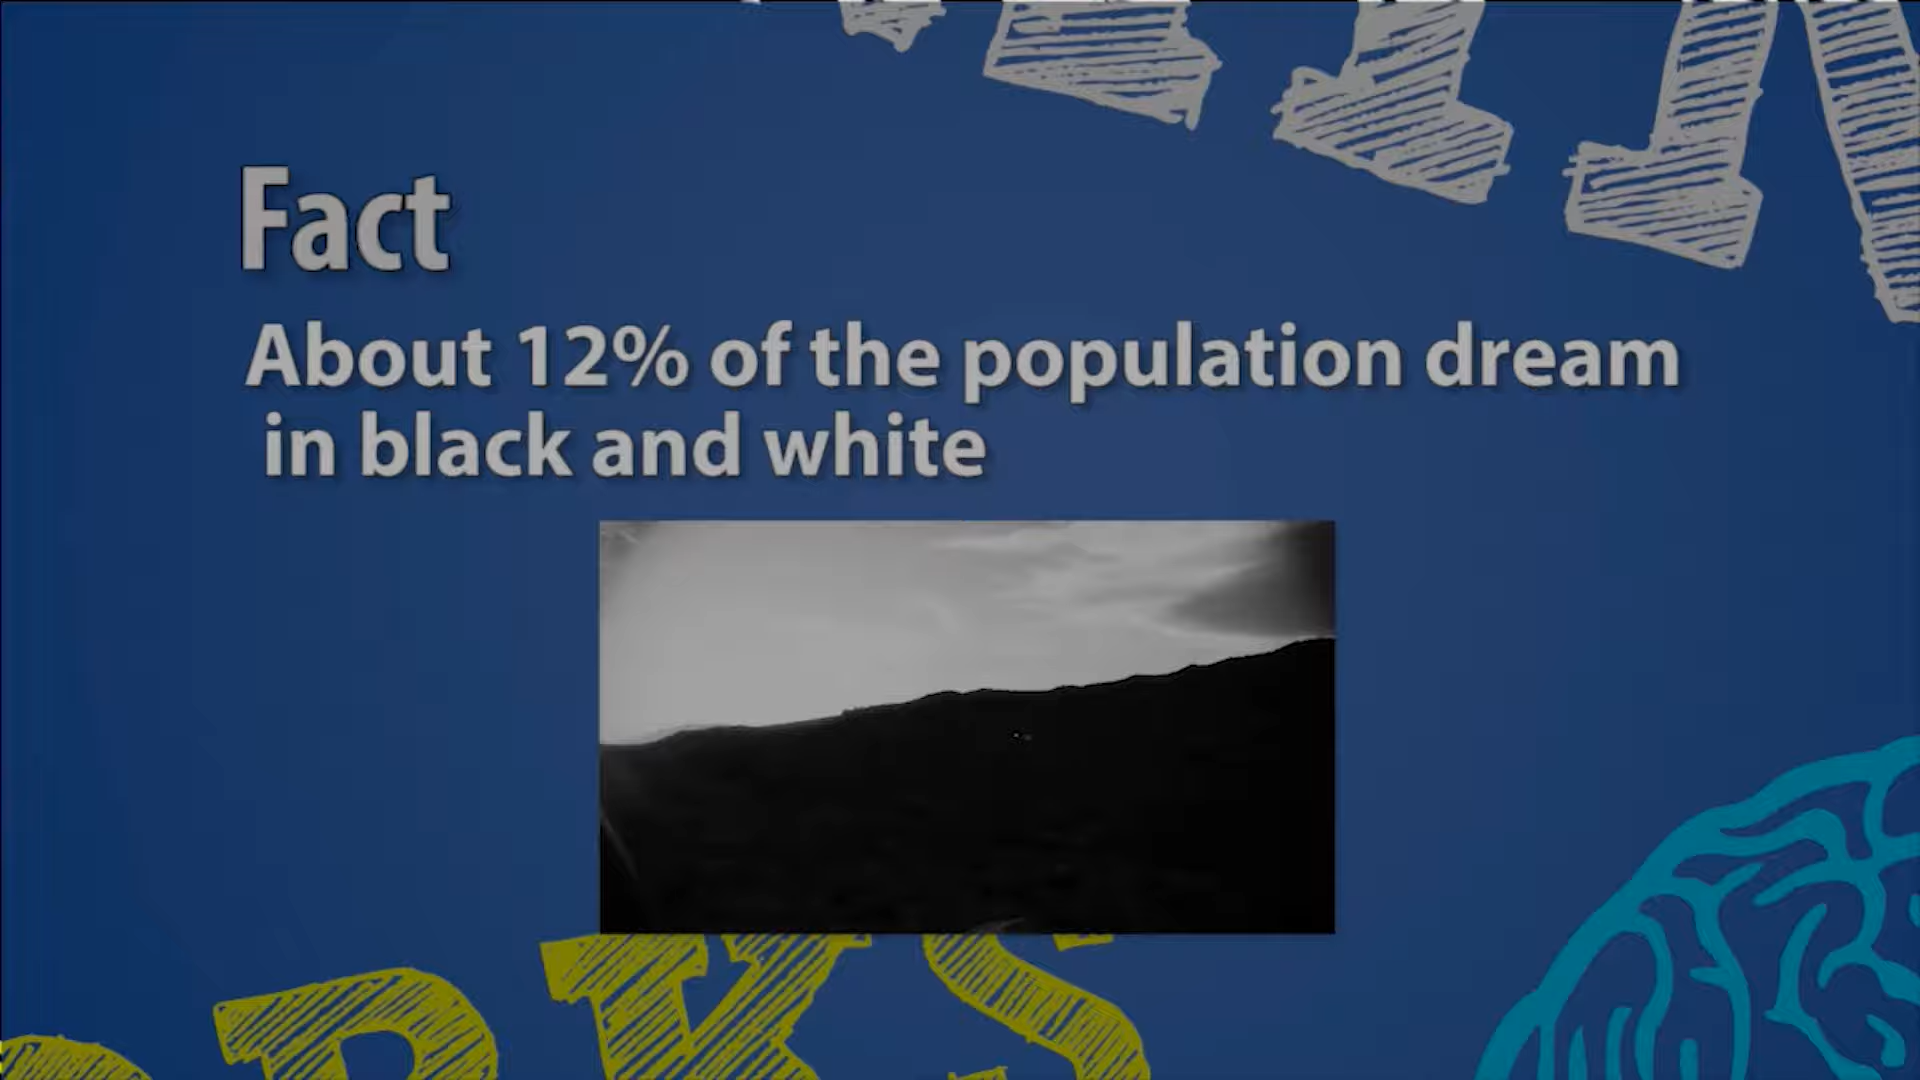 Fact
About 12% of the population dream
in black and white